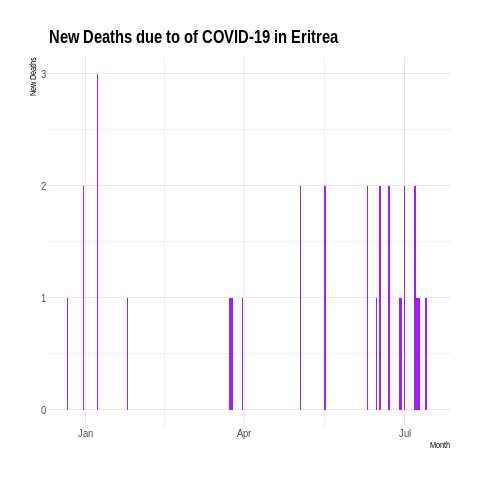 New Deaths due to of COVID-19 in Eritrea
New Deaths
3
2
1
0
Jan
Apr
Jul
Month